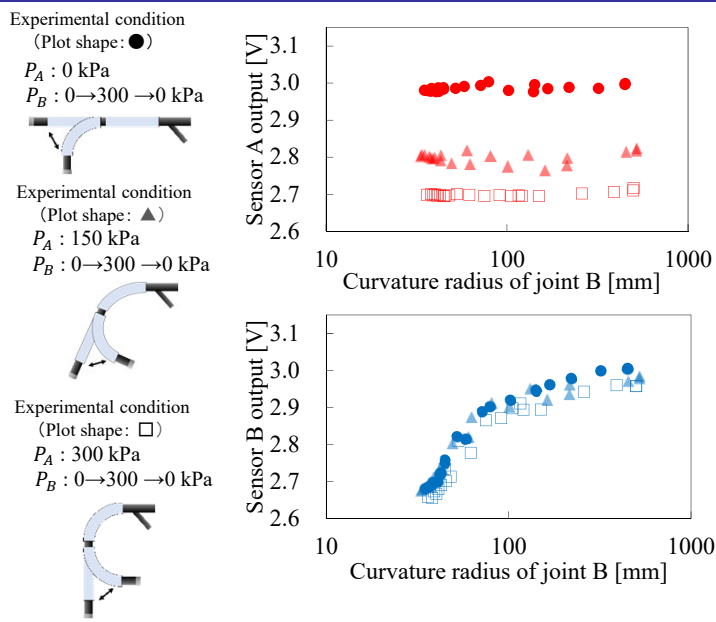 Experimental condition
(Plot shape: ●)
P_A : 0 kPa
P_B : 0→300 →0 kPa
Experimental condition
(Plot shape: ▲)
P_A : 150 kPa
P_B : 0→300 →0 kPa
Experimental condition
(Plot shape: □)
P_A : 300 kPa
P_B : 0→300 →0 kPa
Sensor A output [V]
3.1
3.0
2.9
2.8
2.7
2.6
10 100 1000
Curvature radius of joint B [mm]
Sensor B output [V]
3.1
3.0
2.9
2.8
2.7
2.6
10 100 1000
Curvature radius of joint B [mm]